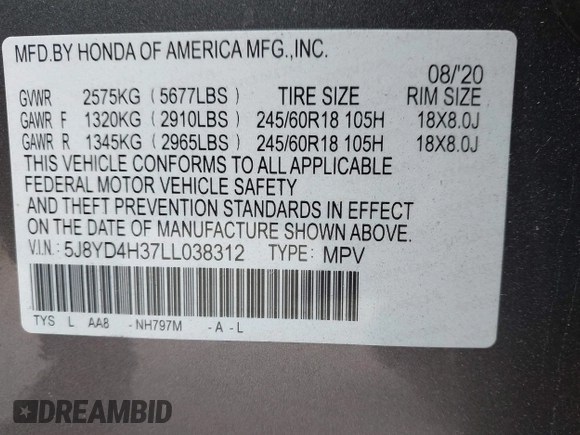 MFD.BY HONDA OF AMERICA MFG.,INC.
08/'20
GVWR 2575KG (5677LBS) TIRE SIZE RIM SIZE
GAWR F 1320KG (2910LBS) 245/60R18 105H 18X8.0J
GAWR R 1345KG (2965LBS) 245/60R18 105H 18X8.0J
THIS VEHICLE CONFORMS TO ALL APPLICABLE
FEDERAL MOTOR VEHICLE SAFETY
AND THEFT PREVENTION STANDARDS IN EFFECT
ON THE DATE OF MANUFACTURE SHOWN ABOVE.
V.I.N.: 5J8YD4H37LL038312 TYPE: MPV
TYS L AA8 -NH797M -A-L
DREAMBID